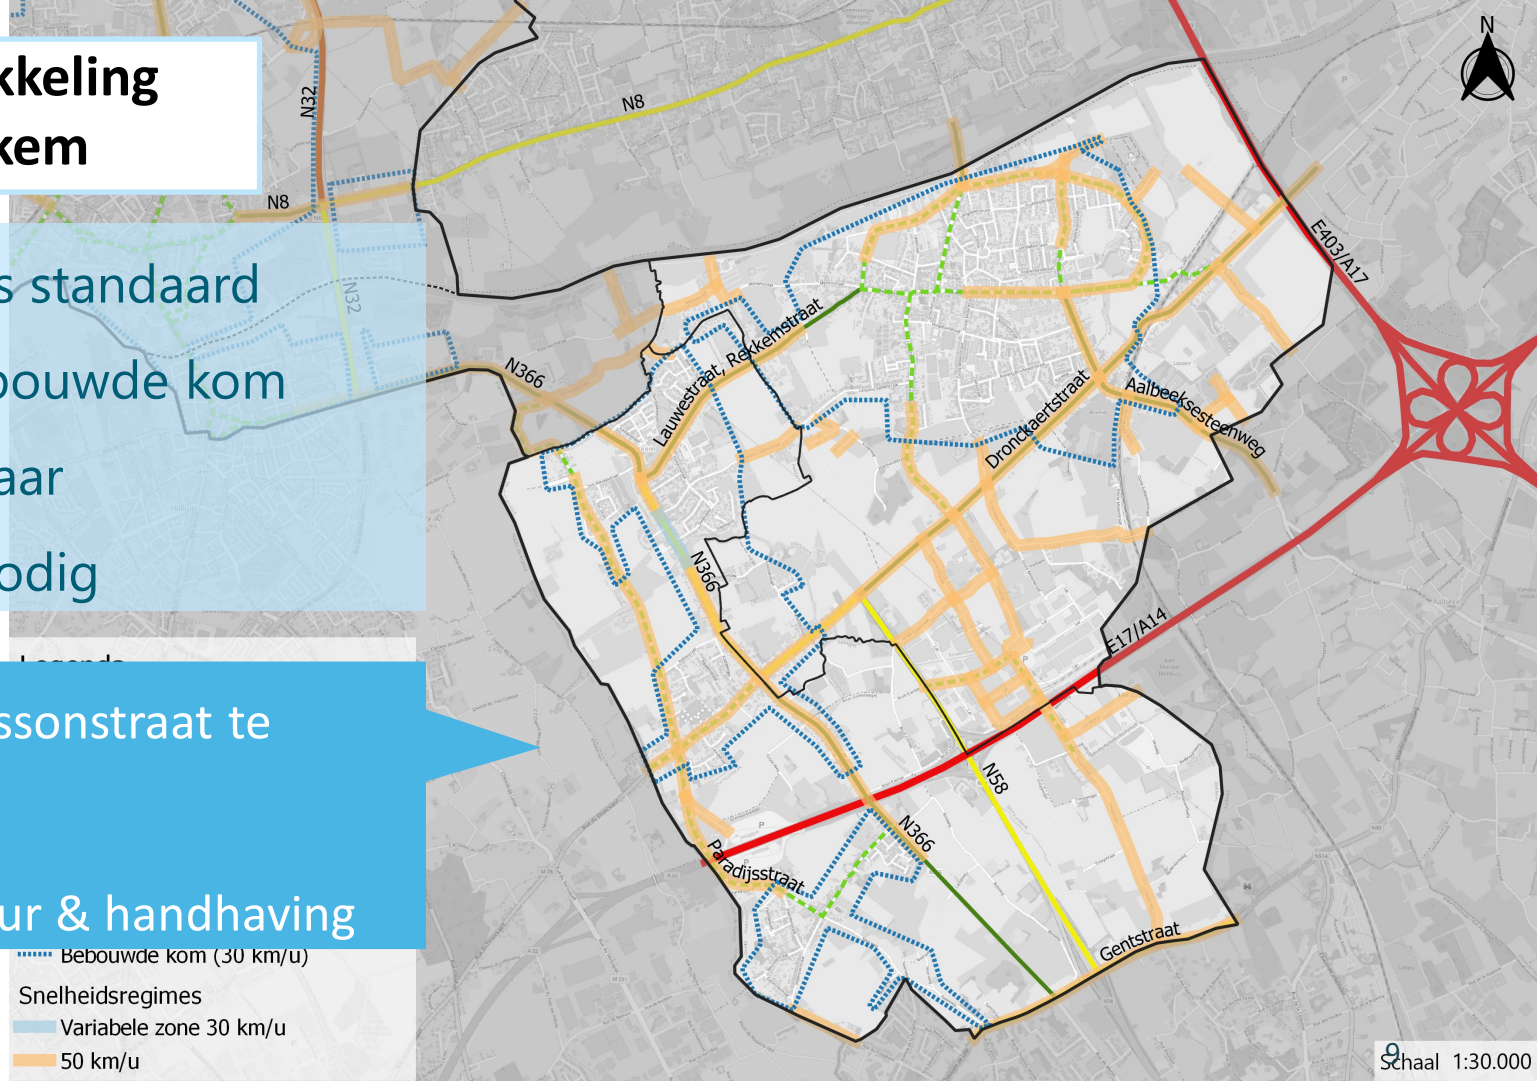 kkeling
kem
s standaard
bouwde kom
aar
odig
ssonstraat te
ur & handhaving
Bebouwde kom (30 km/u)
Snelheidsregimes
Variabele zone 30 km/u
50 km/u
N32
N8
N8
N32
N
E403/A17
N366
Lauwestraat, Rekkemstraat
Dronckaertstraat
Aalbeeksesteenweg
N366
E17/A14
N58
N366
Paradijsstraat
Gentstraat
9
Schaal 1:30.000